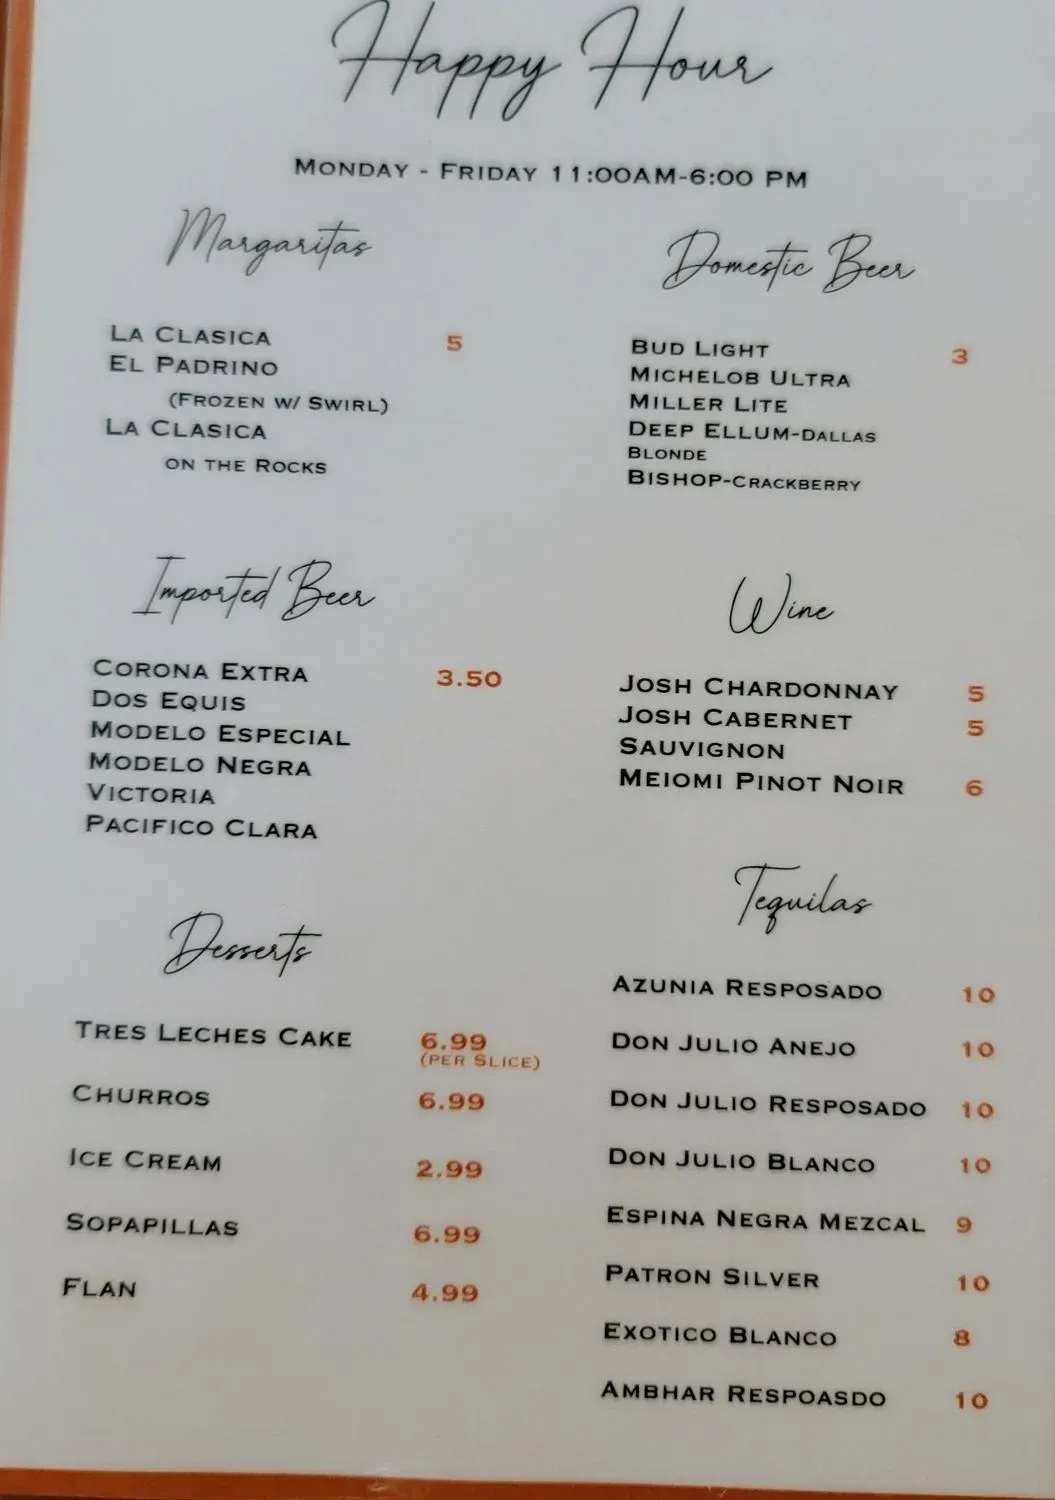 Happy Hour
Monday - Friday 11:00AM-6:00 PM
Margaritas
La Clasica 5
El Padrino
(Frozen w/ Swirl)
La Clasica
on the Rocks
Domestic Beer
Bud Light 3
Michelob Ultra
Miller Lite
Deep Ellum-Dallas
Blonde
Bishop-Crackberry
Imported Beer
Corona Extra 3.50
Dos Equis
Modelo Especial
Modelo Negra
Victoria
Pacifico Clara
Wine
Josh Chardonnay 5
Josh Cabernet 5
Sauvignon
Meiomi Pinot Noir 6
Desserts
Tres Leches Cake 6.99
(per Slice)
Churros 6.99
Ice Cream 2.99
Sopapillas 6.99
Flan 4.99
Tequilas
Azunia Resposado 10
Don Julio Anejo 10
Don Julio Resposado 10
Don Julio Blanco 10
Espina Negra Mezcal 9
Patron Silver 10
Exotico Blanco 8
Ambhar Respoasdo 10